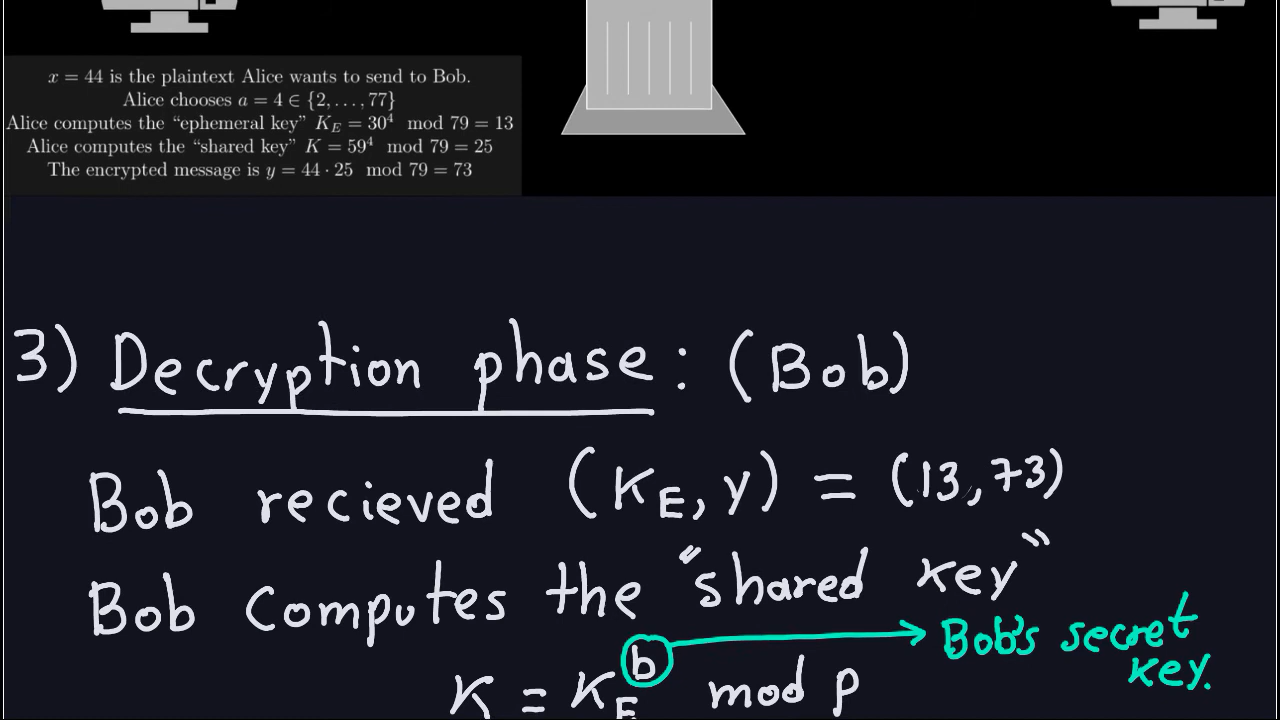 x = 44 is the plaintext Alice wants to send to Bob.
Alice chooses a = 4 ∈ {2, . . . , 77}
Alice computes the “ephemeral key” K_E = 30^4 mod 79 = 13
Alice computes the “shared key” K = 59^4 mod 79 = 25
The encrypted message is y = 44 · 25 mod 79 = 73
3) Decryption phase : (Bob)
Bob recieved (K_E, y) = (13, 73)
Bob computes the "shared key"
K = K_E^b mod p
Bob's secret
key.